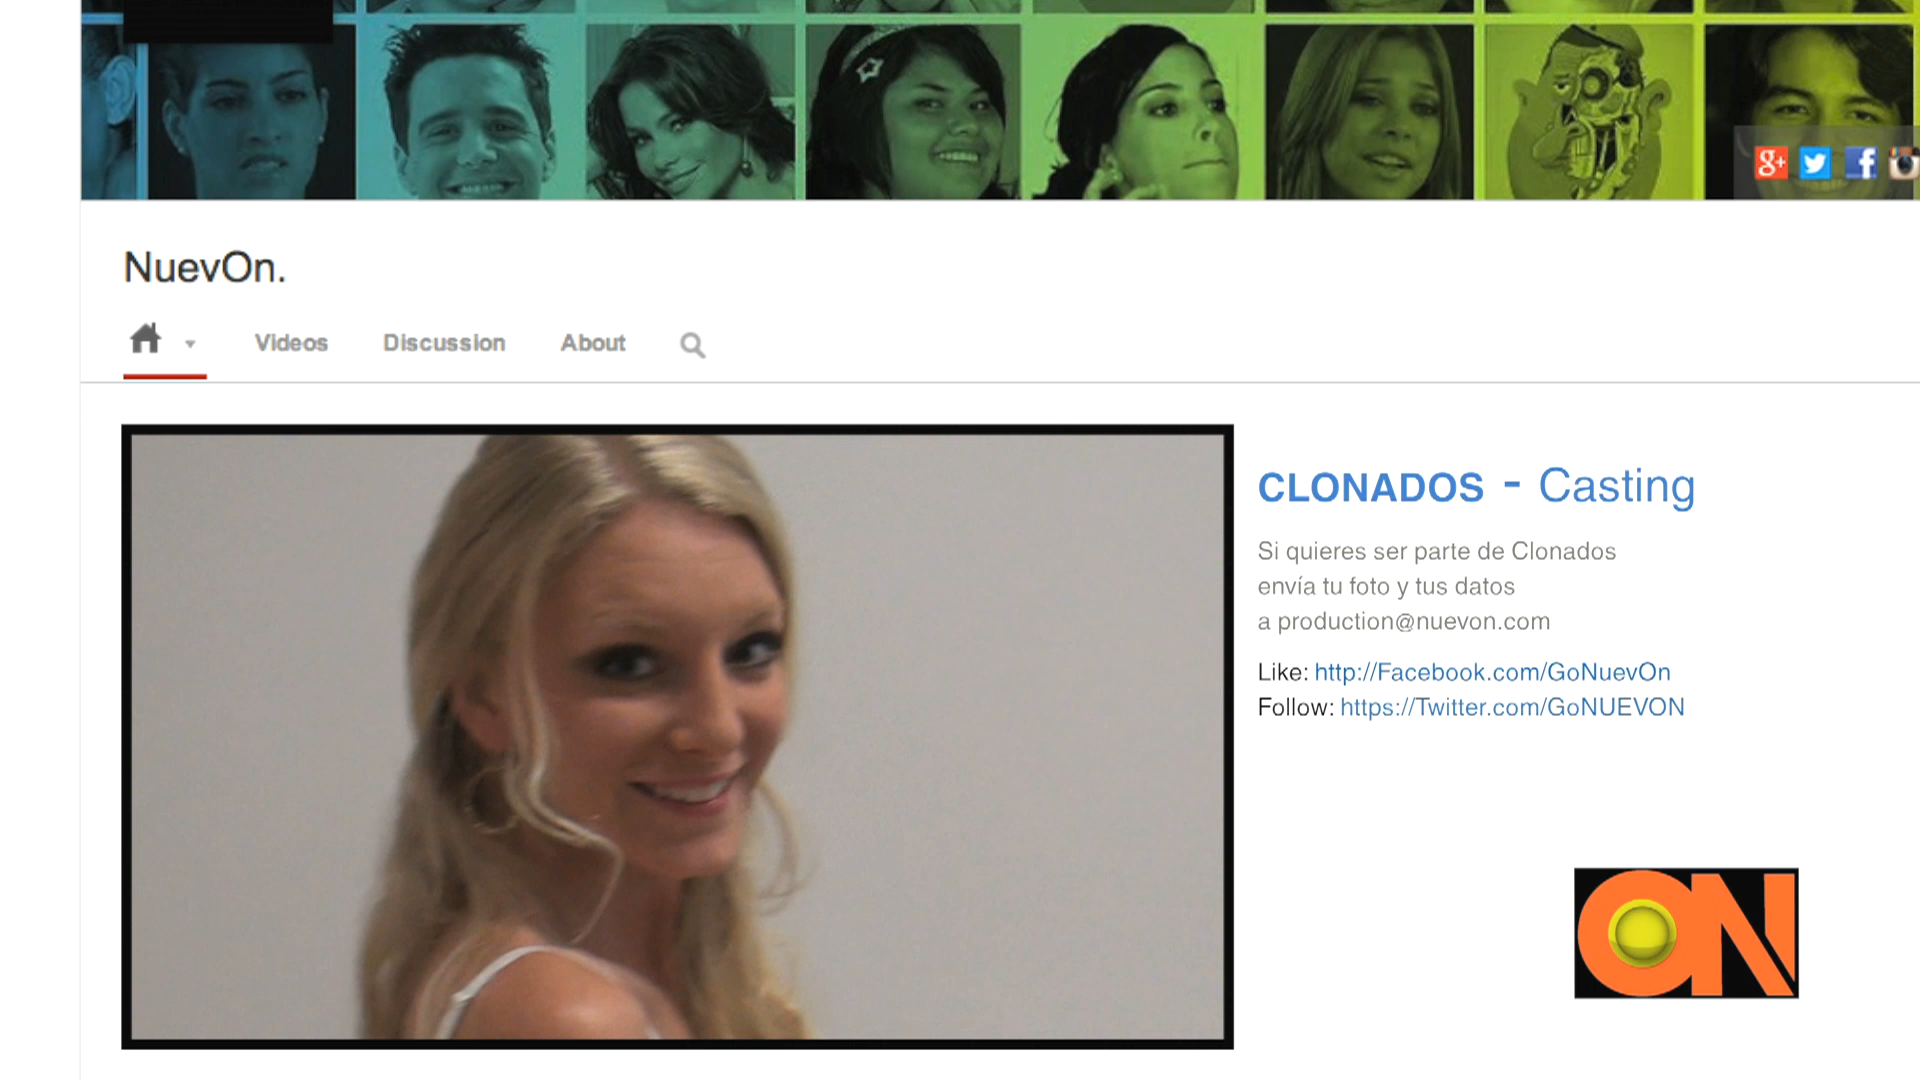 g+
NuevOn.
Videos Discussion About
CLONADOS - Casting
Si quieres ser parte de Clonados
envía tu foto y tus datos
a production@nuevon.com
Like: http://Facebook.com/GoNuevOn
Follow: https://Twitter.com/GoNUEVON
ON